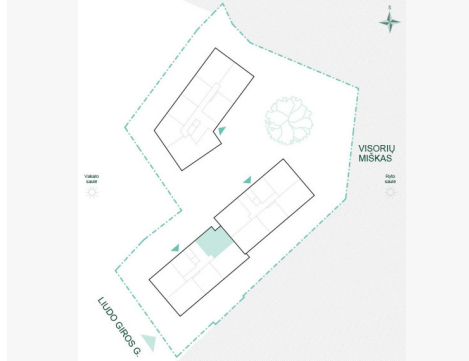 Š
VISORIŲ
MIŠKAS
Vakaro
saulė
Ryto
saulė
LIUDO GIROS G.